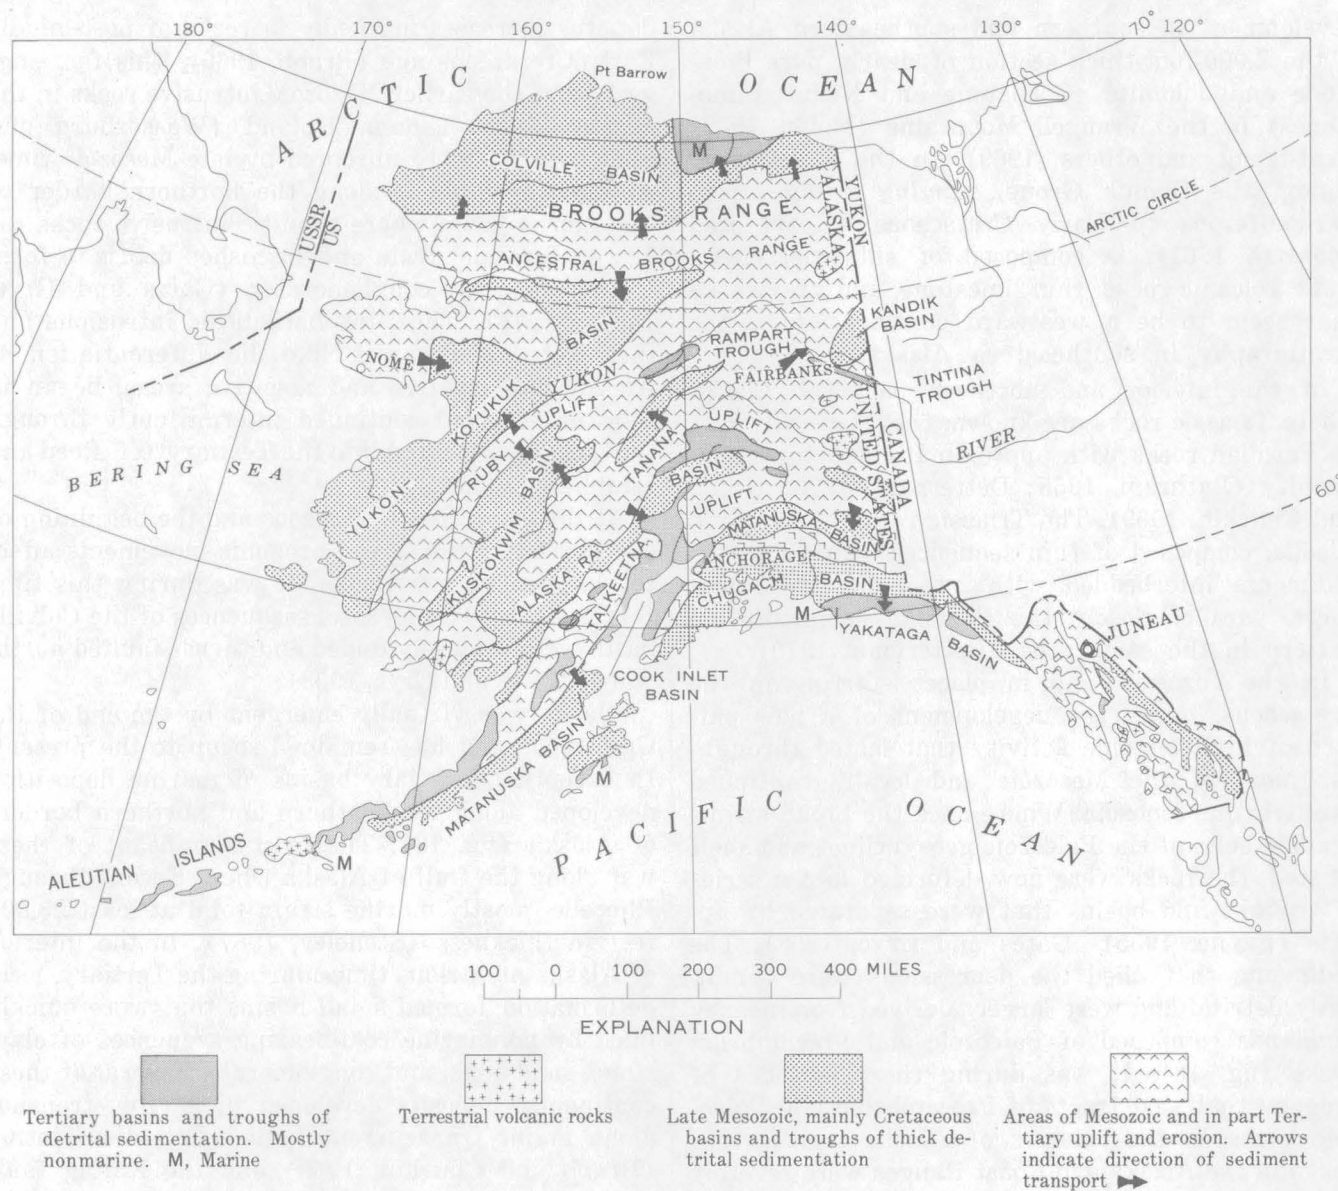 180°
170°
160°
150°
140°
130°
70°
120°
ARCTIC OCEAN
Pt Barrow
M
COLVILLE BASIN
BROOKS RANGE
ALASKA
YUKON
ARCTIC CIRCLE
USSR
US
ANCESTRAL BROOKS RANGE
KANDIK
BASIN
RAMPART
TROUGH
NOME
FAIRBANKS
TINTINA
TROUGH
YUKON
RIVER
YUKON-KOYUKUK BASIN
RUBY UPLIFT
TANANA UPLIFT
UNITED STATES
CANADA
BERING SEA
60°
KUSKOKWIM BASIN
ALASKA RANGE BASIN
TALKEETNA UPLIFT
MATANUSKA
BASIN
ANCHORAGE
CHUGACH BASIN
M
YAKATAGA BASIN
JUNEAU
COOK INLET
BASIN
MATANUSKA BASIN
M
PACIFIC OCEAN
ALEUTIAN ISLANDS
M
100 0 100 200 300 400 MILES
EXPLANATION
Tertiary basins and troughs of
detrital sedimentation. Mostly
nonmarine. M, Marine
Terrestrial volcanic rocks
Late Mesozoic, mainly Cretaceous
basins and troughs of thick de-
trital sedimentation
Areas of Mesozoic and in part Ter-
tiary uplift and erosion. Arrows
indicate direction of sediment
transport